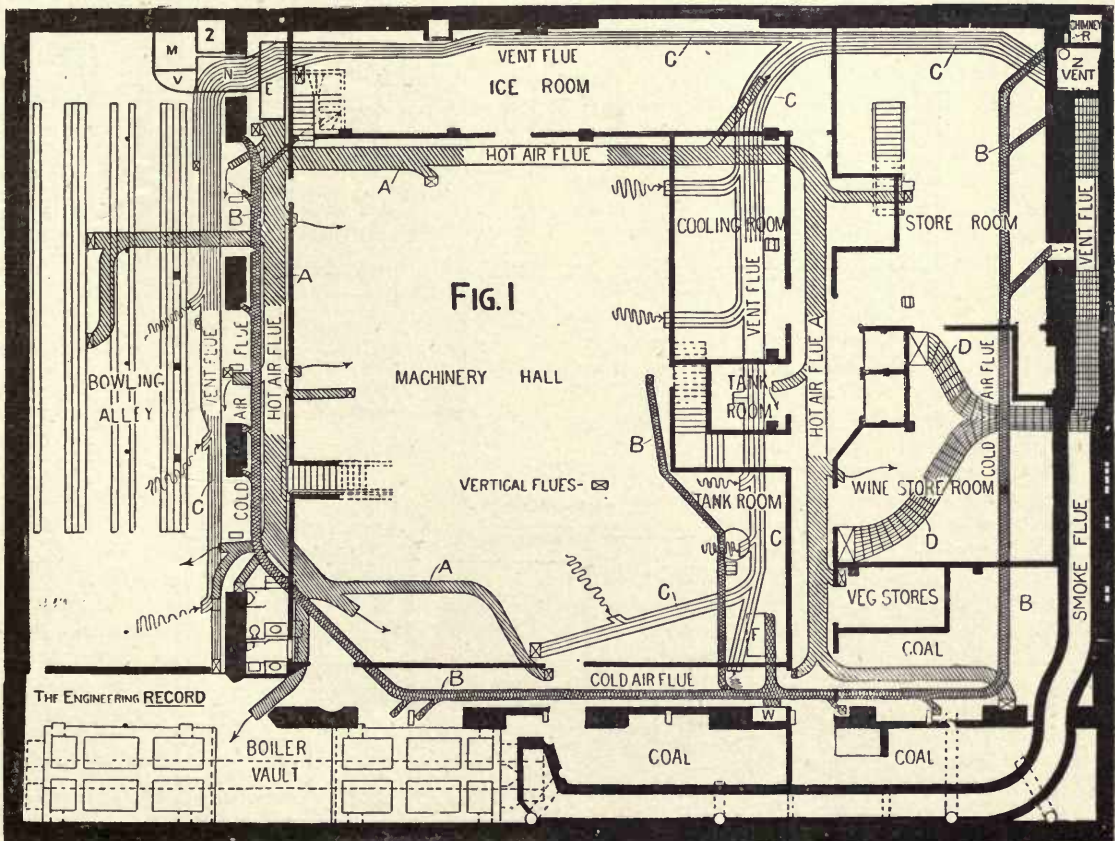 M
V
2
N
E
VENT FLUE
ICE ROOM
C
C
CHIMNEY
R
N
VENT
HOT AIR FLUE
A
C
B
COOLING ROOM
STORE ROOM
VENT FLUE
B
A
FIG. 1
VENT FLUE
HOT AIR FLUE A
BOWLING
ALLEY
VENT FLUE
COLD AIR FLUE
HOT AIR FLUE
MACHINERY HALL
TANK
ROOM
D
COLD AIR FLUE
B
VERTICAL FLUES-
TANK ROOM
WINE STORE ROOM
C
C
D
A
C
VEG STORES
B
SMOKE FLUE
F
COAL
THE ENGINEERING RECORD
B
COLD AIR FLUE
W
BOILER
VAULT
COAL
COAL